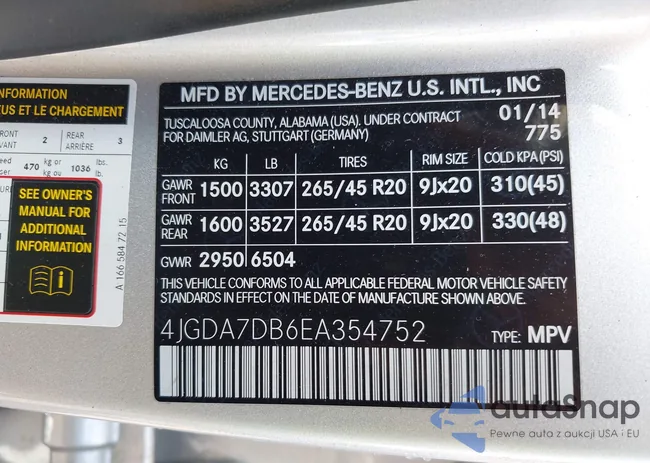 INFORMATION
EUS ET LE CHARGEMENT
FRONT
AVANT
2
REAR
ARRIÈRE
3
470 kg or
kg ou
1036 lbs.
lb.
SEE OWNER'S
MANUAL FOR
ADDITIONAL
INFORMATION
A 166 584 72 15
MFD BY MERCEDES-BENZ U.S. INTL., INC
TUSCALOOSA COUNTY, ALABAMA (USA). UNDER CONTRACT
FOR DAIMLER AG, STUTTGART (GERMANY)
01/14
775
KG LB TIRES RIM SIZE COLD KPA (PSI)
GAWR
FRONT
1500 3307 265/45 R20 9Jx20 310(45)
GAWR
REAR
1600 3527 265/45 R20 9Jx20 330(48)
GVWR 2950 6504
THIS VEHICLE CONFORMS TO ALL APPLICABLE FEDERAL MOTOR VEHICLE SAFETY
STANDARDS IN EFFECT ON THE DATE OF MANUFACTURE SHOWN ABOVE.
4JGDA7DB6EA354752
TYPE: MPV
autoSnap
Pewne auta z aukcji USA i EU